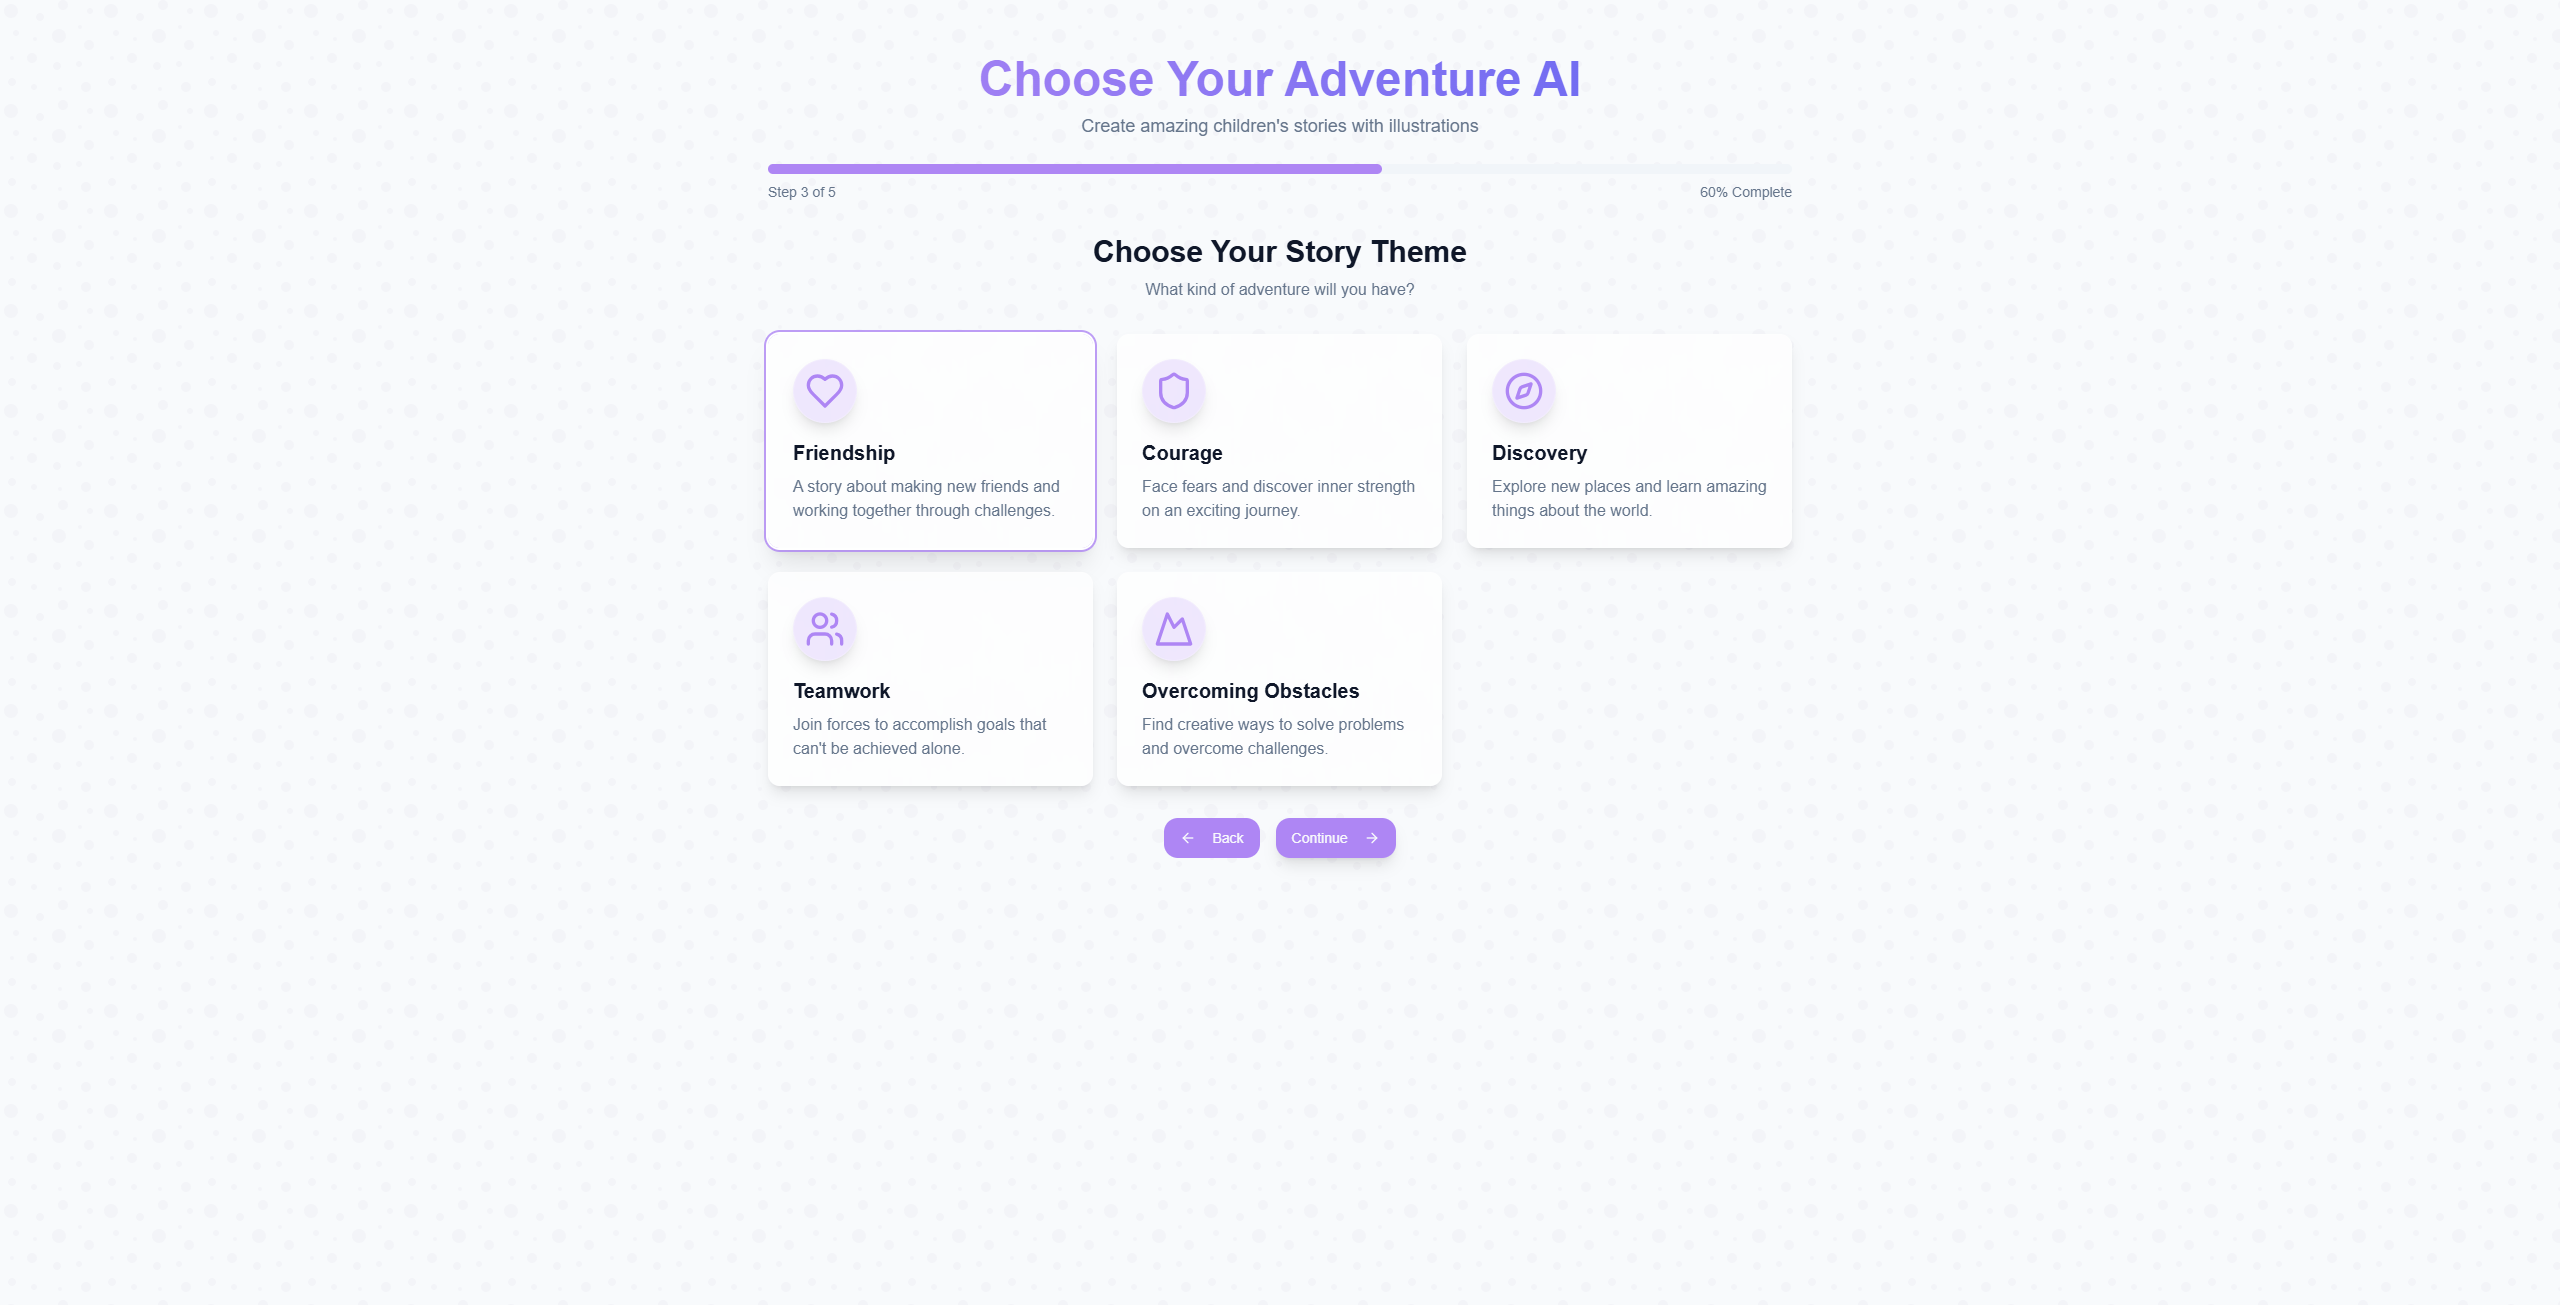 Choose Your Adventure AI
Create amazing children's stories with illustrations
Step 3 of 5
60% Complete
Choose Your Story Theme
What kind of adventure will you have?
Friendship
A story about making new friends and
working together through challenges.
Courage
Face fears and discover inner strength
on an exciting journey.
Discovery
Explore new places and learn amazing
things about the world.
Teamwork
Join forces to accomplish goals that
can't be achieved alone.
Overcoming Obstacles
Find creative ways to solve problems
and overcome challenges.
Back
Continue